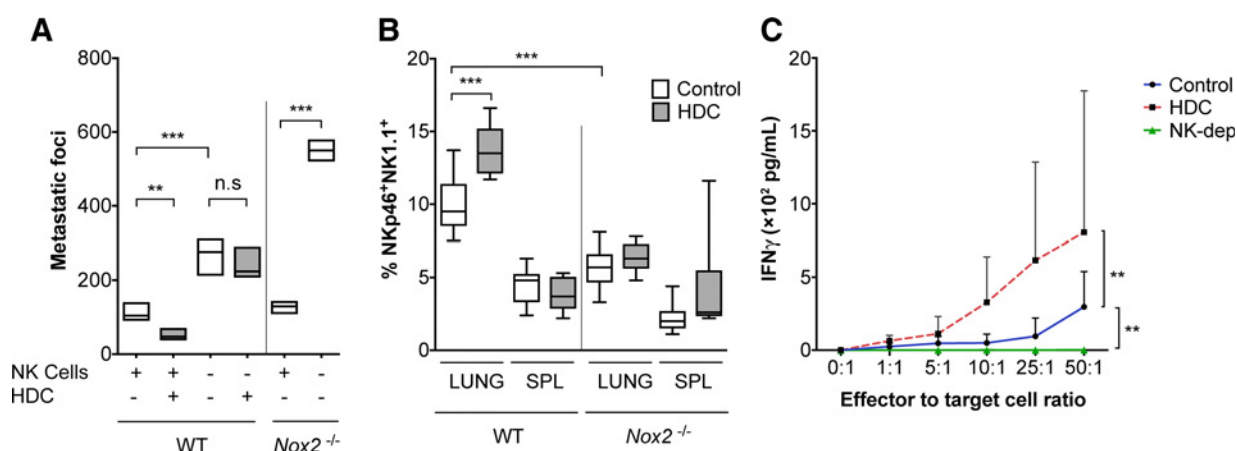 A
Metastatic foci
800
600
400
200
0
***
**
***
n.s
***
NK Cells + + - - + -
HDC - + - + - -
WT
Nox2 -/-
B
% NKp46+NK1.1+
20
15
10
5
0
***
***
Control
HDC
LUNG SPL LUNG SPL
WT
Nox2 -/-
C
IFNγ (×10² pg/mL)
20
15
10
5
0
Control
HDC
NK-dep
**
**
0:1 1:1 5:1 10:1 25:1 50:1
Effector to target cell ratio